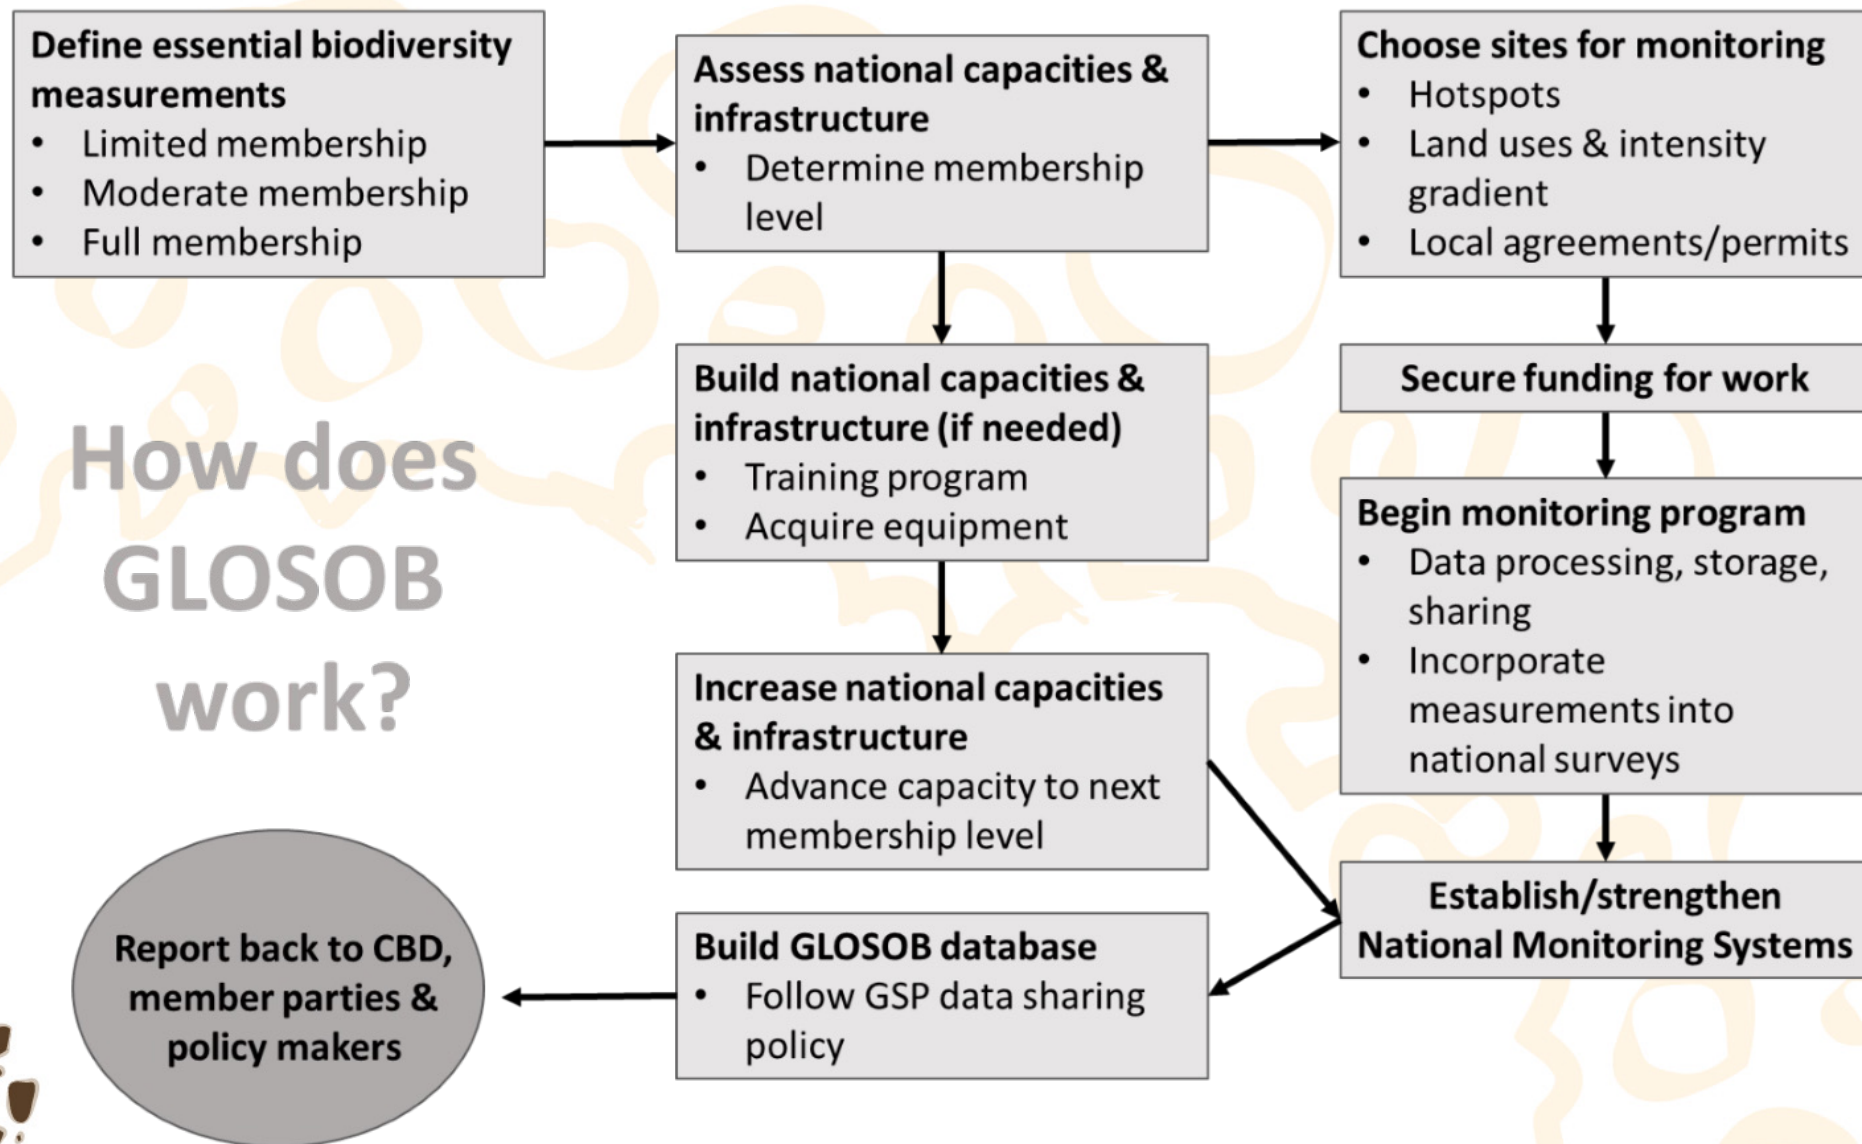 Define essential biodiversity
measurements
• Limited membership
• Moderate membership
• Full membership
Assess national capacities &
infrastructure
• Determine membership
level
Choose sites for monitoring
• Hotspots
• Land uses & intensity
gradient
• Local agreements/permits
How does
GLOSOB
work?
Build national capacities &
infrastructure (if needed)
• Training program
• Acquire equipment
Secure funding for work
Begin monitoring program
• Data processing, storage,
sharing
• Incorporate
measurements into
national surveys
Increase national capacities
& infrastructure
• Advance capacity to next
membership level
Establish/strengthen
National Monitoring Systems
Build GLOSOB database
• Follow GSP data sharing
policy
Report back to CBD,
member parties &
policy makers